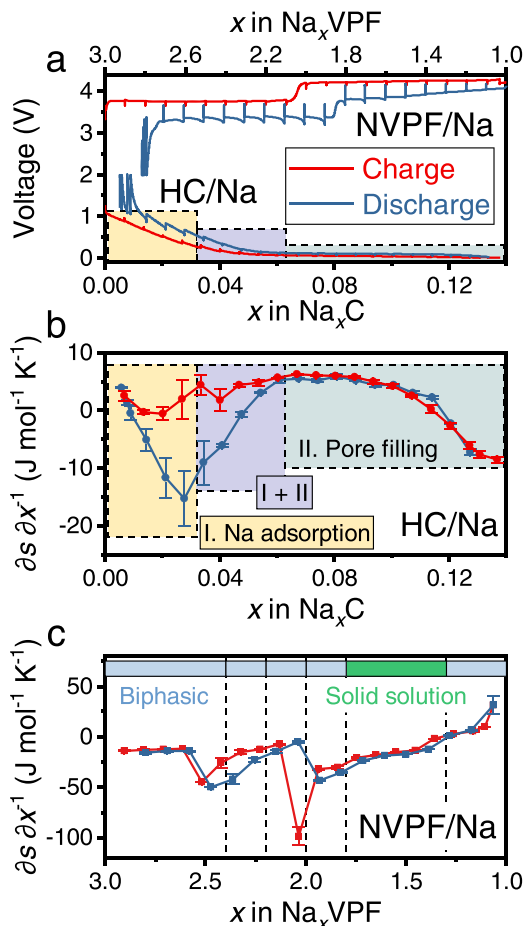 x in NaxVPF
3.0 2.6 2.2 1.8 1.4 1.0
a
Voltage (V)
4
3
2
1
0
NVPF/Na
HC/Na
Charge
Discharge
0.00 0.04 0.08 0.12
x in NaxC
b
∂s ∂x-1 (J mol-1 K-1)
10
0
-10
-20
II. Pore filling
I + II
I. Na adsorption
HC/Na
0.00 0.04 0.08 0.12
x in NaxC
c
∂s ∂x-1 (J mol-1 K-1)
50
0
-50
-100
Biphasic
Solid solution
NVPF/Na
3.0 2.5 2.0 1.5 1.0
x in NaxVPF